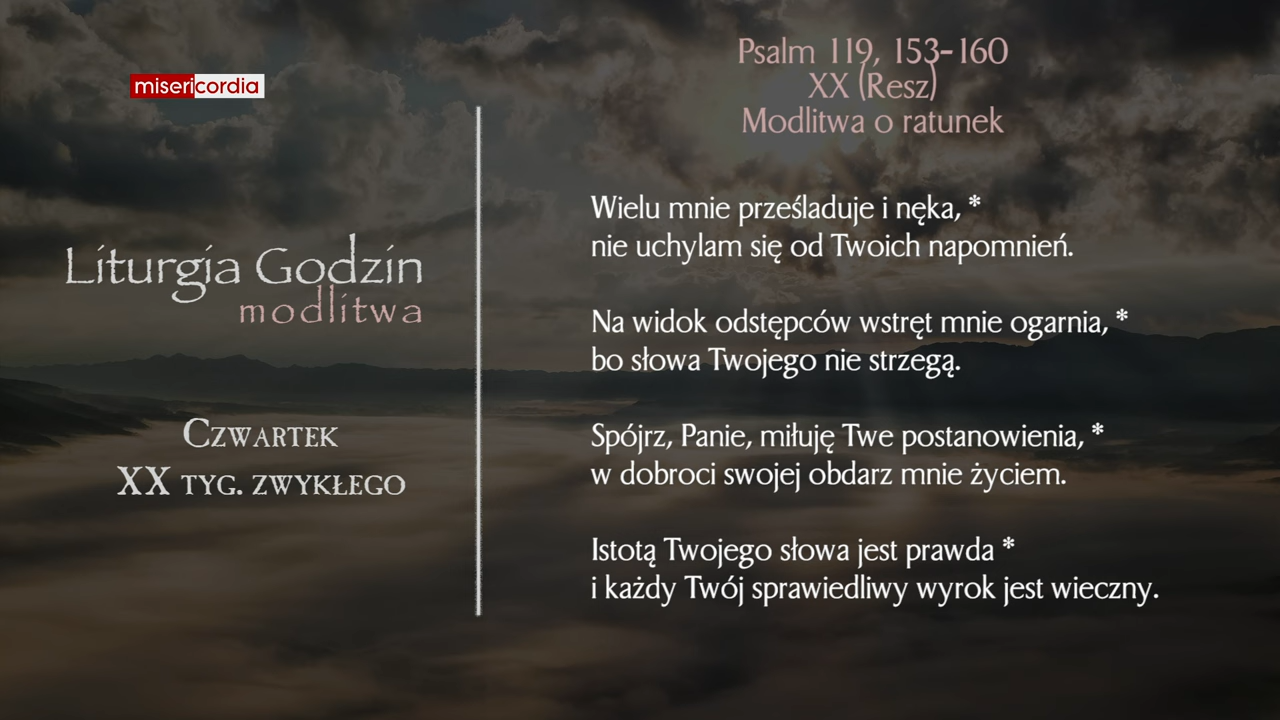 misericordia
Liturgia Godzin
modlitwa
Czwartek
XX tyg. zwykłego
Psalm 119, 153-160
XX (Resz)
Modlitwa o ratunek
Wielu mnie prześladuje i nęka, *
nie uchylam się od Twoich napomnień.
Na widok odstępców wstręt mnie ogarnia, *
bo słowa Twojego nie strzegą.
Spójrz, Panie, miłuję Twe postanowienia, *
w dobroci swojej obdarz mnie życiem.
Istotą Twojego słowa jest prawda *
i każdy Twój sprawiedliwy wyrok jest wieczny.